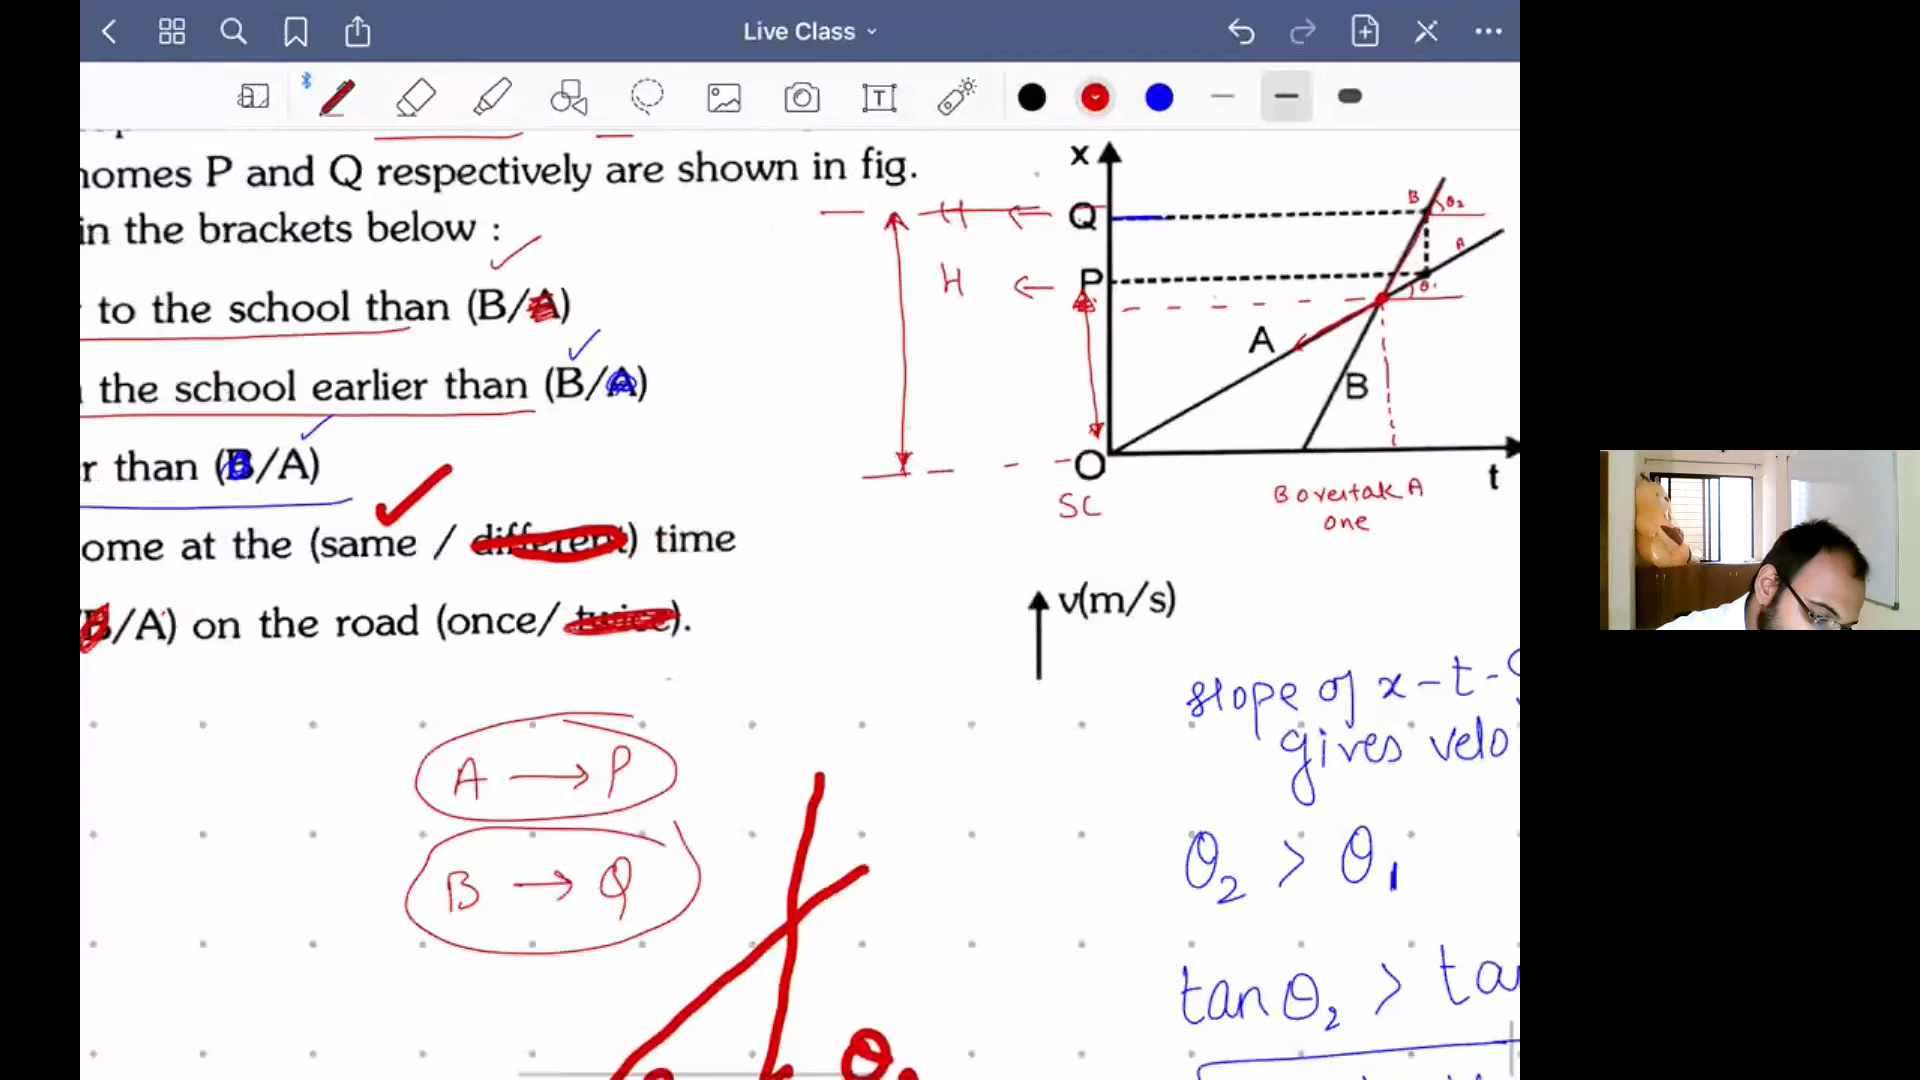 Live Class
T
homes P and Q respectively are shown in fig.
in the brackets below :
to the school than (B/A)
the school earlier than (B/A)
r than (B/A)
ome at the (same / different) time
B/A) on the road (once/ twice).
x
Q
P
O
A
B
t
H
B
θ2
A
θ1
SC
B overtak A
one
v(m/s)
slope of x-t-
gives velo
A → P
B → Q
θ2 > θ1
tanθ2 > ta
θ